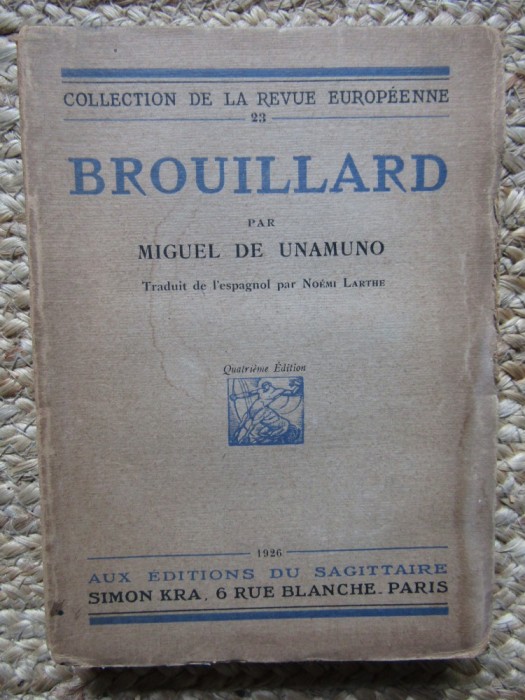 COLLECTION DE LA REVUE EUROPÉENNE
23
BROUILLARD
PAR
MIGUEL DE UNAMUNO
Traduit de l'espagnol par NOÉMI LARTHE
Quatrième Édition
1926
AUX ÉDITIONS DU SAGITTAIRE
SIMON KRA, 6 RUE BLANCHE. PARIS